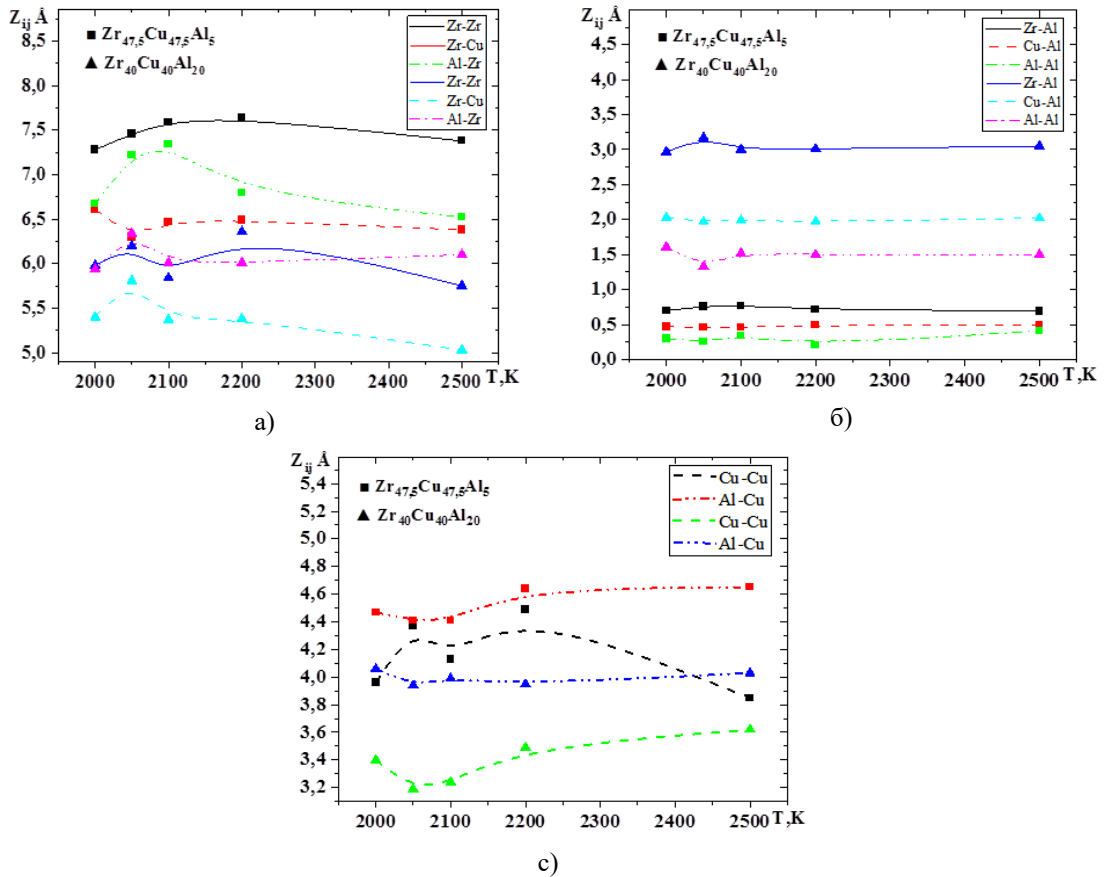 Z_ij Å
8,5
8,0
7,5
7,0
6,5
6,0
5,5
5,0
2000 2100 2200 2300 2400 2500 T,K
Zr47,5Cu47,5Al5
Zr40Cu40Al20
Zr-Zr
Zr-Cu
Al-Zr
Zr-Zr
Zr-Cu
Al-Zr
а)
Z_ij Å
4,5
4,0
3,5
3,0
2,5
2,0
1,5
1,0
0,5
0,0
2000 2100 2200 2300 2400 2500 T,K
Zr47,5Cu47,5Al5
Zr40Cu40Al20
Zr-Al
Cu-Al
Al-Al
Zr-Al
Cu-Al
Al-Al
б)
Z_ij Å
5,4
5,2
5,0
4,8
4,6
4,4
4,2
4,0
3,8
3,6
3,4
3,2
2000 2100 2200 2300 2400 2500 T,K
Zr47,5Cu47,5Al5
Zr40Cu40Al20
Cu-Cu
Al-Cu
Cu-Cu
Al-Cu
с)